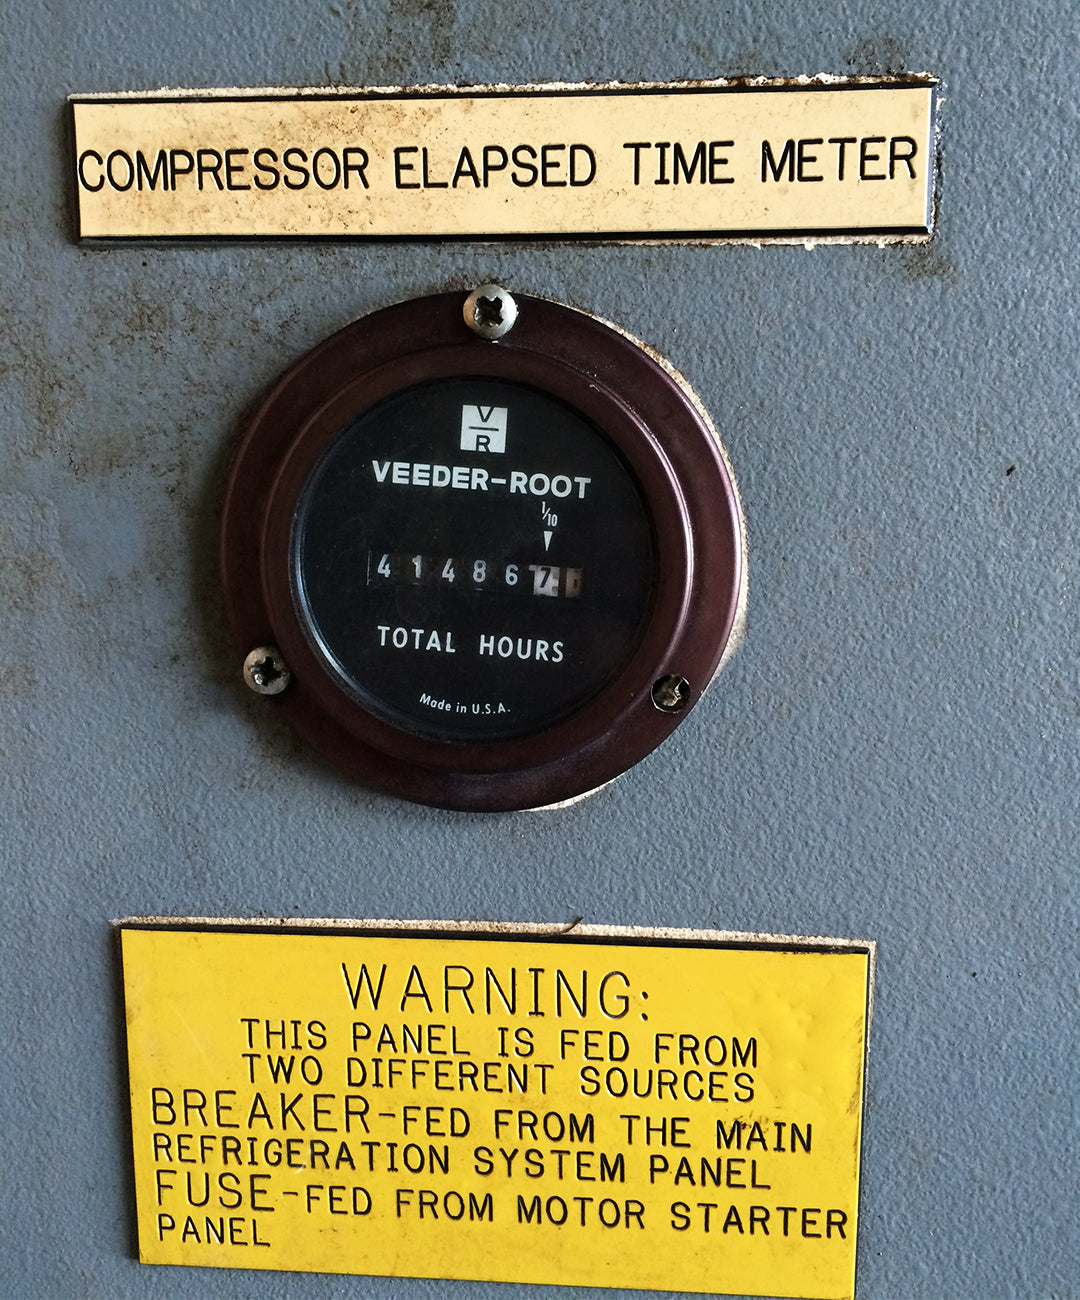 COMPRESSOR ELAPSED TIME METER
V
R
VEEDER-ROOT
1/10
4 1 4 8 6 7
TOTAL HOURS
Made in U.S.A.
WARNING:
THIS PANEL IS FED FROM
TWO DIFFERENT SOURCES
BREAKER-FED FROM THE MAIN
REFRIGERATION SYSTEM PANEL
FUSE-FED FROM MOTOR STARTER
PANEL